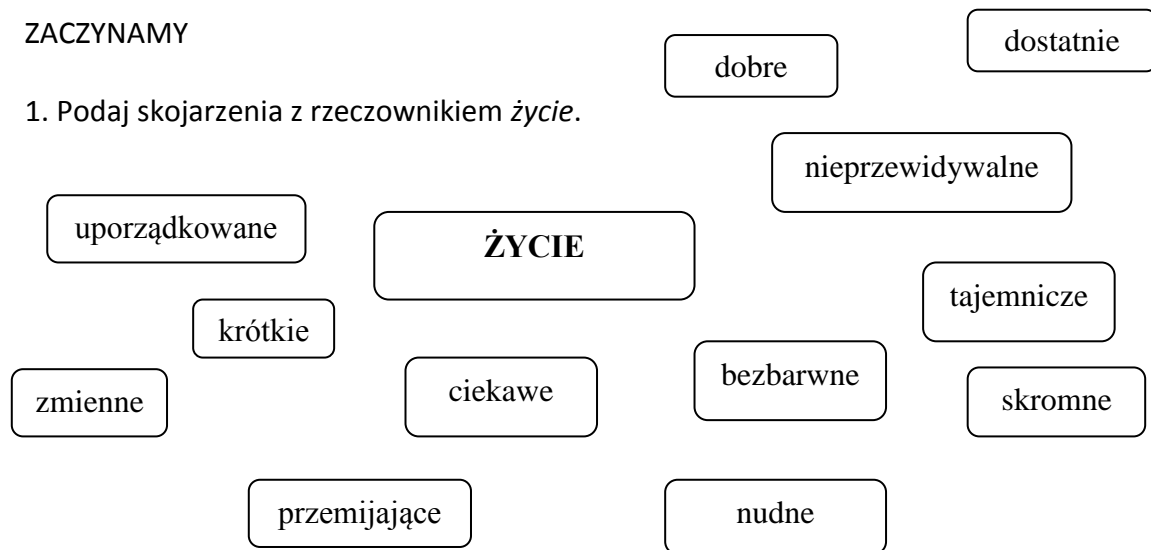 ZACZYNAMY
dostatnie
dobre
1. Podaj skojarzenia z rzeczownikiem życie.
nieprzewidywalne
uporządkowane
ŻYCIE
tajemnicze
krótkie
bezbarwne
ciekawe
zmienne
skromne
przemijające
nudne